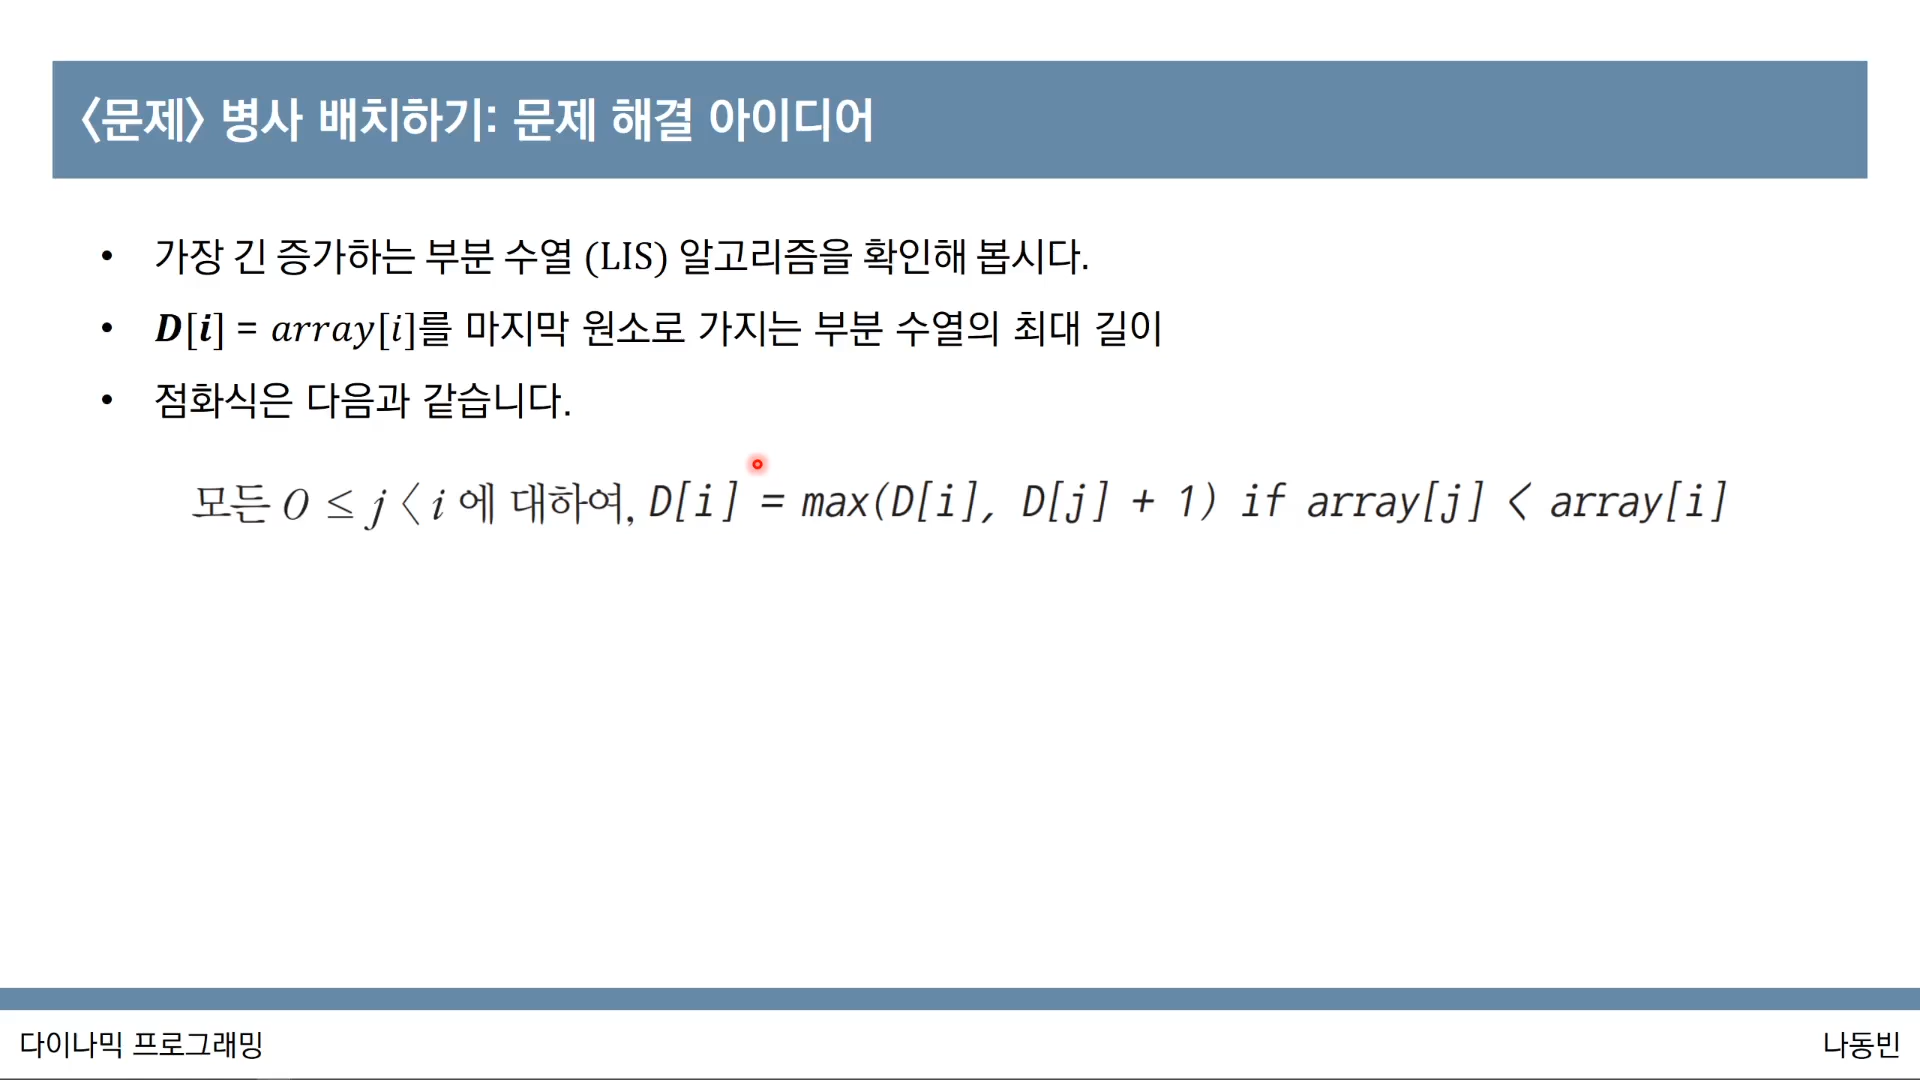 〈문제〉 병사 배치하기: 문제 해결 아이디어
• 가장 긴 증가하는 부분 수열 (LIS) 알고리즘을 확인해 봅시다.
• D[i] = array[i]를 마지막 원소로 가지는 부분 수열의 최대 길이
• 점화식은 다음과 같습니다.
모든 0 ≤ j < i 에 대하여, D[i] = max(D[i], D[j] + 1) if array[j] < array[i]
다이나믹 프로그래밍
나동빈